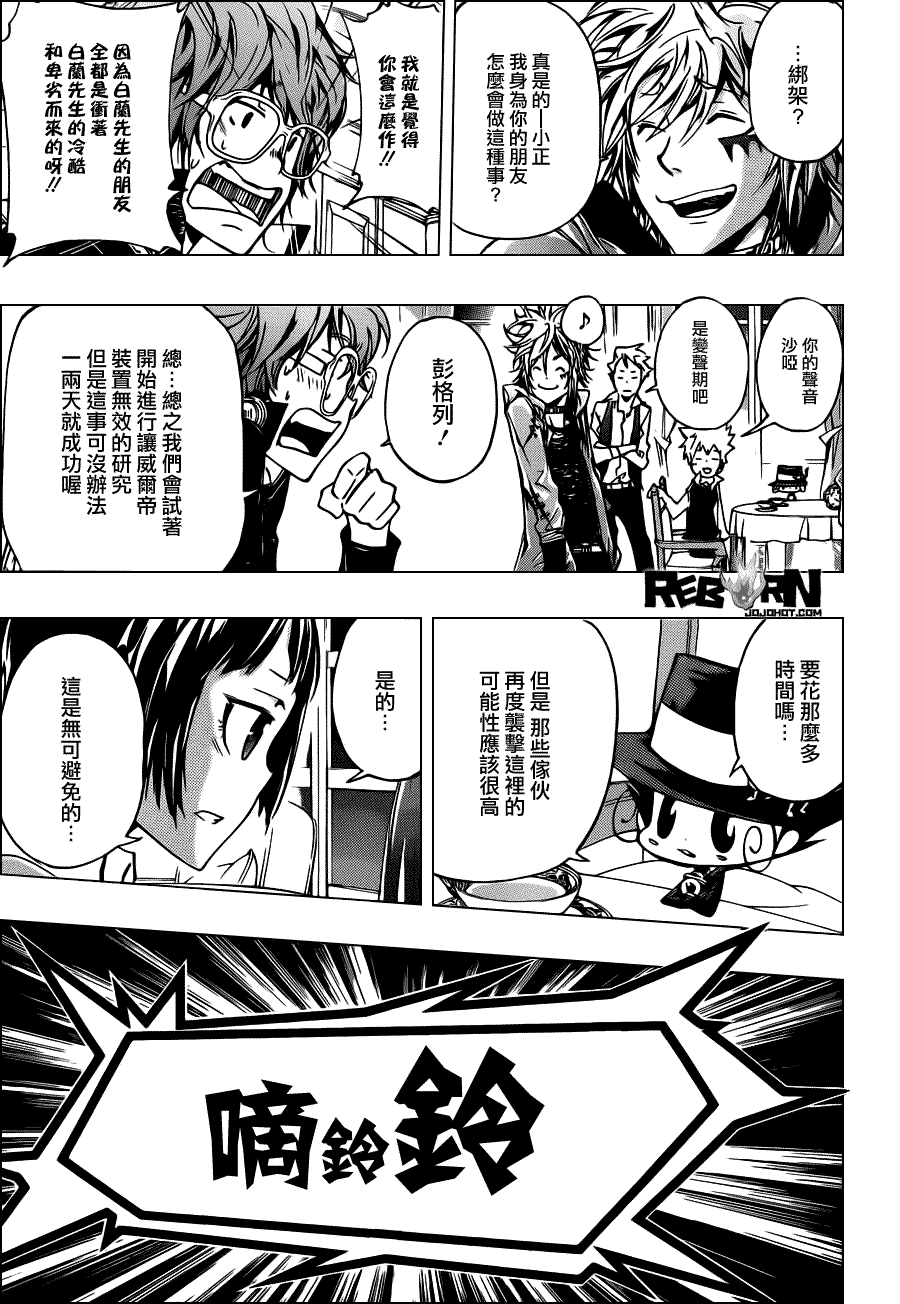 …綁架？
真是的—小正
我身為你的朋友
怎麼會做這種事？
我就是覺得
你會這麼作!!
因為白蘭先生的朋友
全都是衝著
白蘭先生的冷酷
和卑劣而來的呀!!
你的聲音
沙啞
是變聲期吧
♪
彭格列！
總…總之我們會試著
開始進行讓威爾帝
裝置無效的研究
但是這事可沒辦法
一兩天就成功喔
REBORN
JOJOHOT.COM
要花那麼多
時間嗎…
但是 那些傢伙
再度襲擊這裡的
可能性應該很高
是的…
這是無可避免的…
嘀鈴鈴